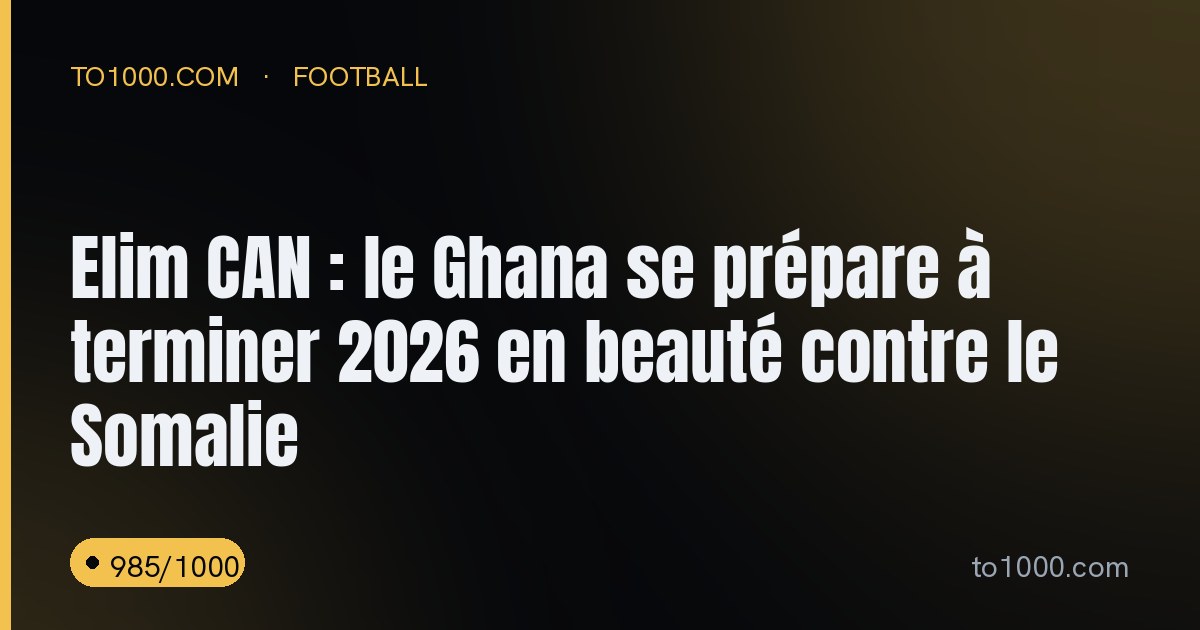 TO1000.COM · FOOTBALL
Elim CAN : le Ghana se prépare à
terminer 2026 en beauté contre le
Somalie
985/1000
to1000.com